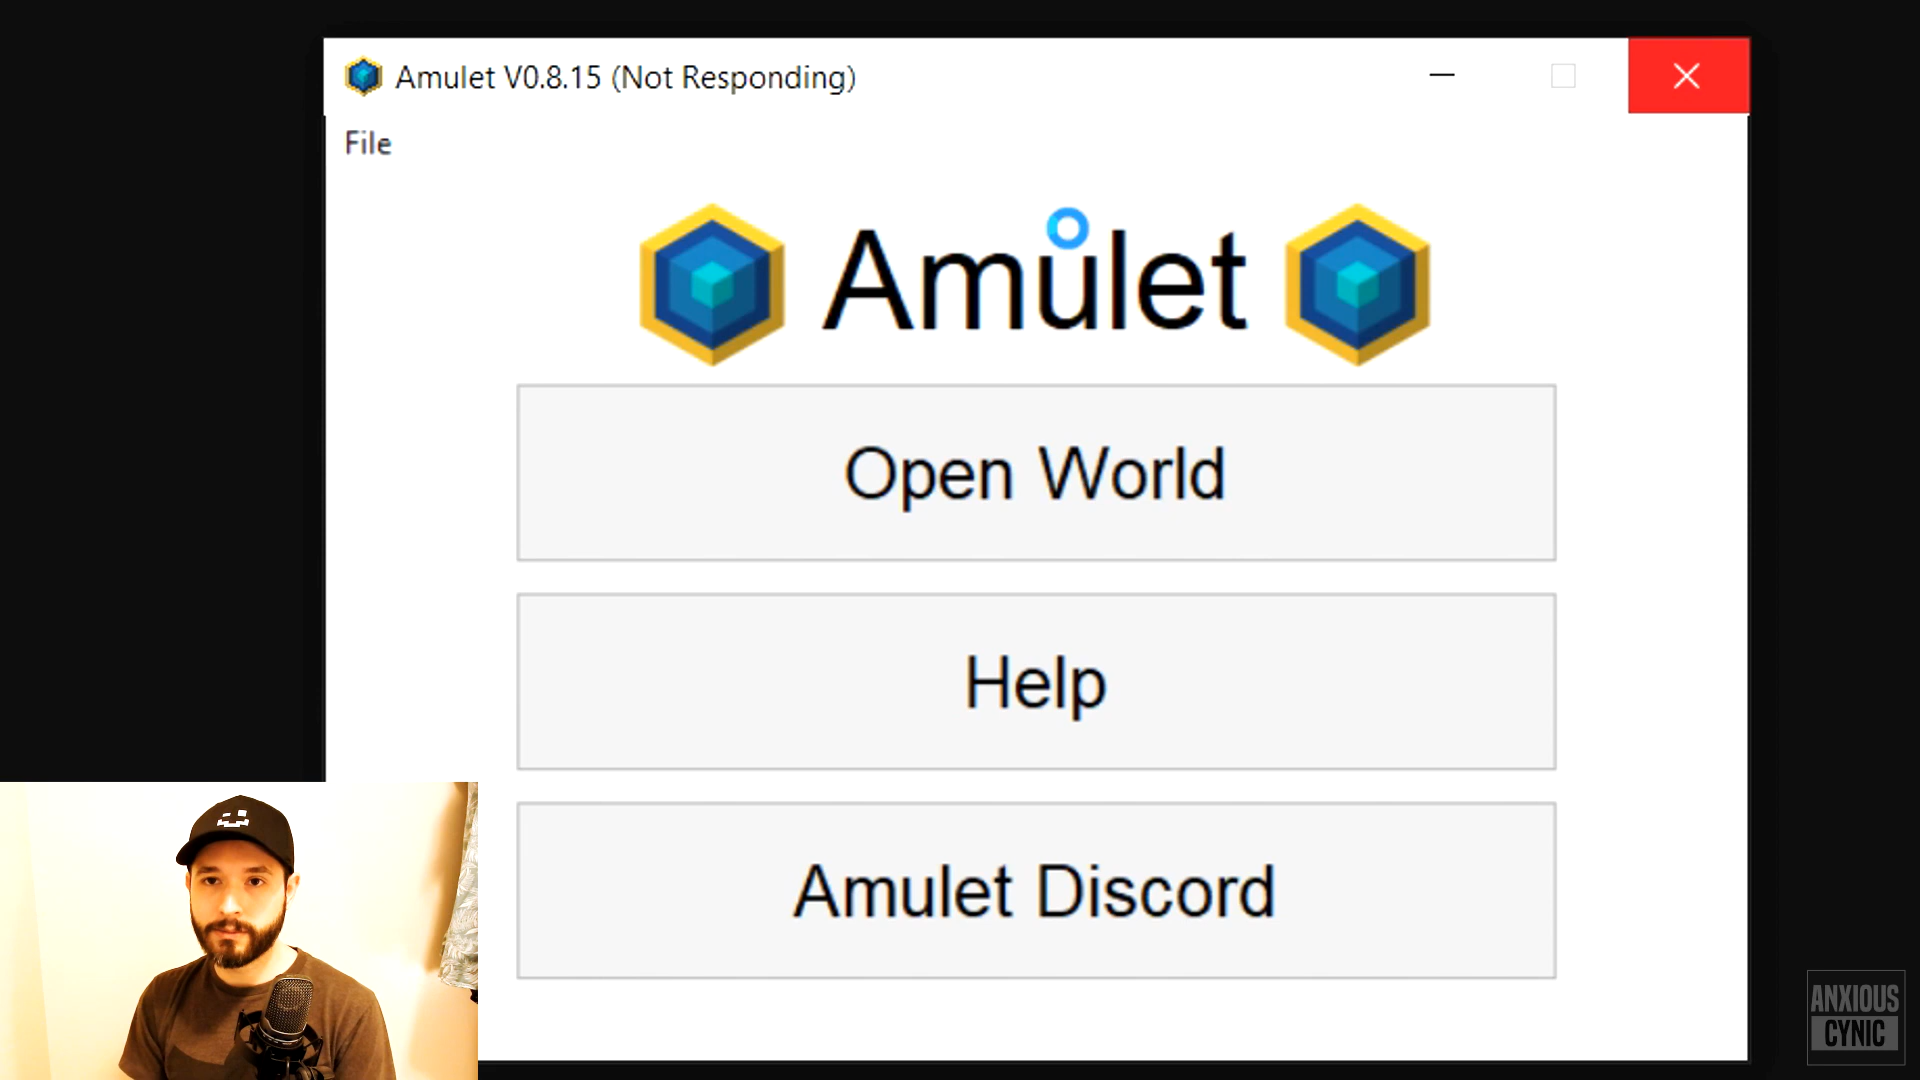 Amulet V0.8.15 (Not Responding)
File
Amulet
Open World
Help
Amulet Discord
ANXIOUS
CYNIC